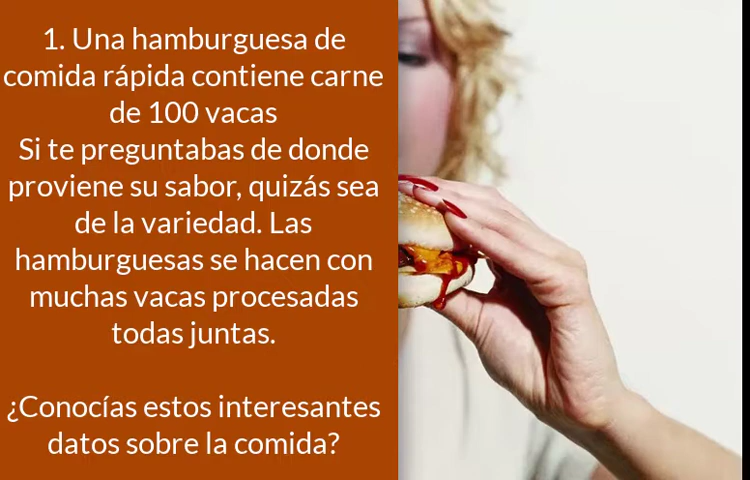 1. Una hamburguesa de
comida rápida contiene carne
de 100 vacas
Si te preguntabas de donde
proviene su sabor, quizás sea
de la variedad. Las
hamburguesas se hacen con
muchas vacas procesadas
todas juntas.
¿Conocías estos interesantes
datos sobre la comida?